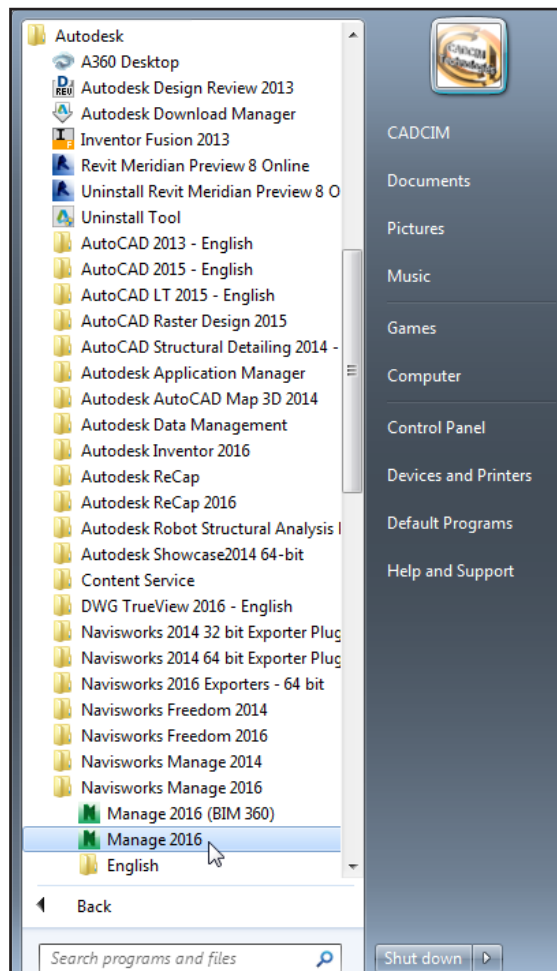 Autodesk
A360 Desktop
Autodesk Design Review 2013
Autodesk Download Manager
Inventor Fusion 2013
Revit Meridian Preview 8 Online
Uninstall Revit Meridian Preview 8 O
Uninstall Tool
AutoCAD 2013 - English
AutoCAD 2015 - English
AutoCAD LT 2015 - English
AutoCAD Raster Design 2015
AutoCAD Structural Detailing 2014 -
Autodesk Application Manager
Autodesk AutoCAD Map 3D 2014
Autodesk Data Management
Autodesk Inventor 2016
Autodesk ReCap
Autodesk ReCap 2016
Autodesk Robot Structural Analysis
Autodesk Showcase2014 64-bit
Content Service
DWG TrueView 2016 - English
Navisworks 2014 32 bit Exporter Plug
Navisworks 2014 64 bit Exporter Plug
Navisworks 2016 Exporters - 64 bit
Navisworks Freedom 2014
Navisworks Freedom 2016
Navisworks Manage 2014
Navisworks Manage 2016
Manage 2016 (BIM 360)
Manage 2016
English
Back
Search programs and files
CADCIM
Technologies
CADCIM
Documents
Pictures
Music
Games
Computer
Control Panel
Devices and Printers
Default Programs
Help and Support
Shut down